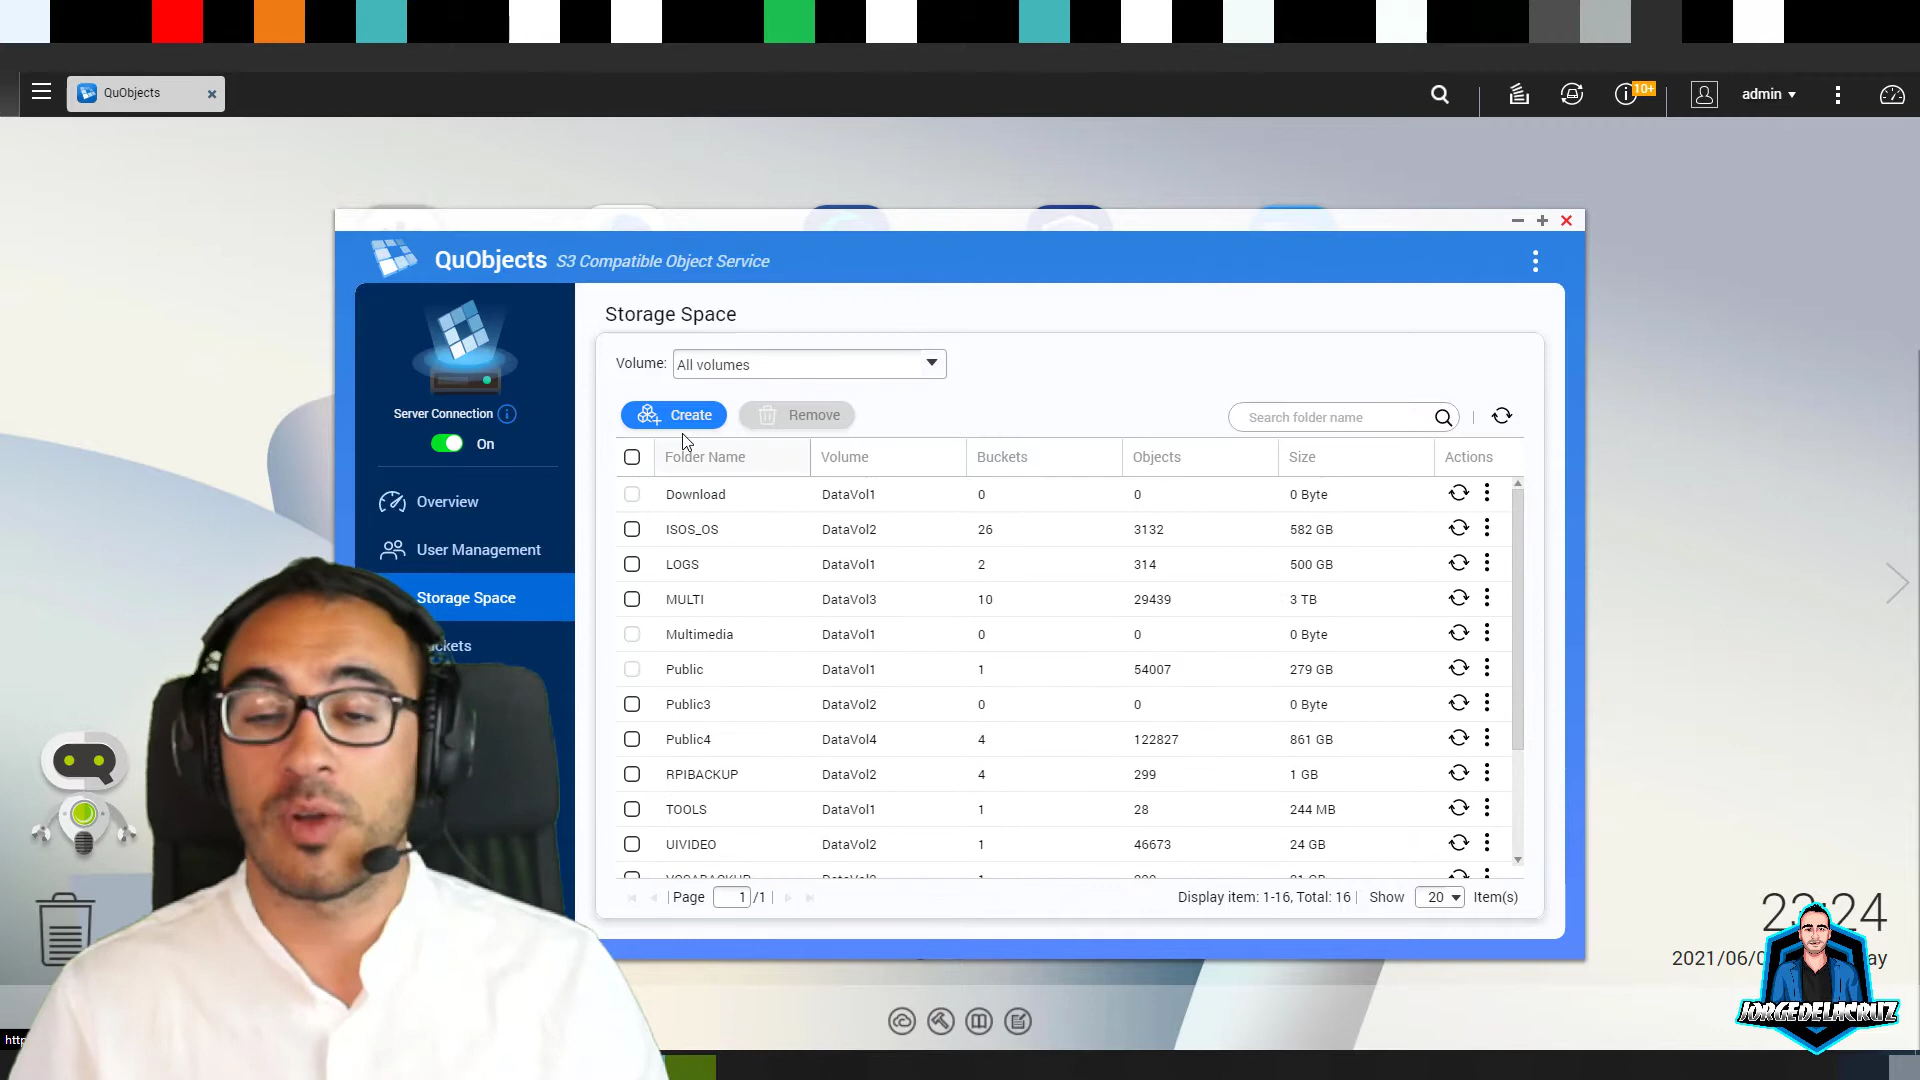 QuObjects
10+
admin
QuObjects S3 Compatible Object Service
Storage Space
Volume: All volumes
Server Connection
On
Create Remove Search folder name
Folder Name Volume Buckets Objects Size Actions
Overview
User Management
Storage Space
Download DataVol1 0 0 0 Byte
ISOS_OS DataVol2 26 3132 582 GB
LOGS DataVol1 2 314 500 GB
MULTI DataVol3 10 29439 3 TB
Multimedia DataVol1 0 0 0 Byte
Public DataVol1 1 54007 279 GB
Public3 DataVol2 0 0 0 Byte
Public4 DataVol4 4 122827 861 GB
RPIBACKUP DataVol2 4 299 1 GB
TOOLS DataVol1 1 28 244 MB
UIVIDEO DataVol2 1 46673 24 GB
Page 1 /1 Display item: 1-16, Total: 16 Show 20 Item(s)
JORGEDELACRUZ